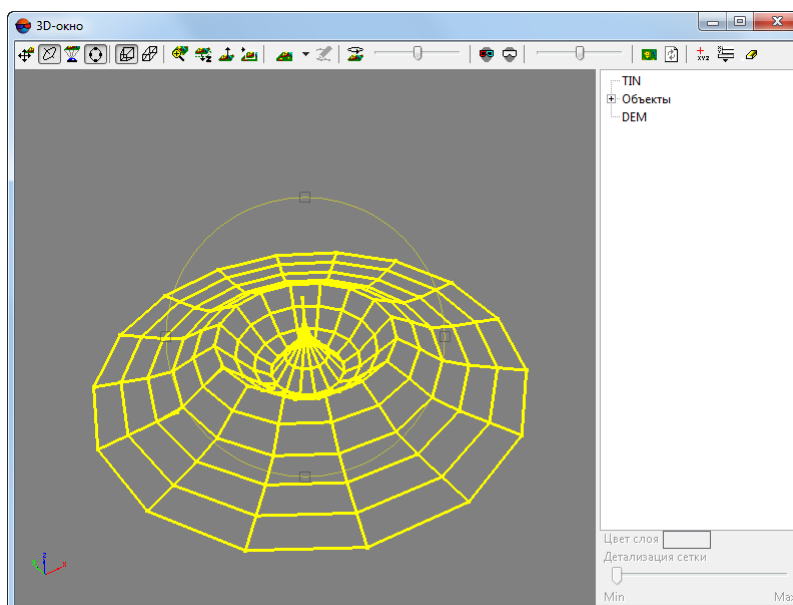 3D-окно
TIN
Объекты
DEM
Цвет слоя
Детализация сетки
Min
Max
z
x